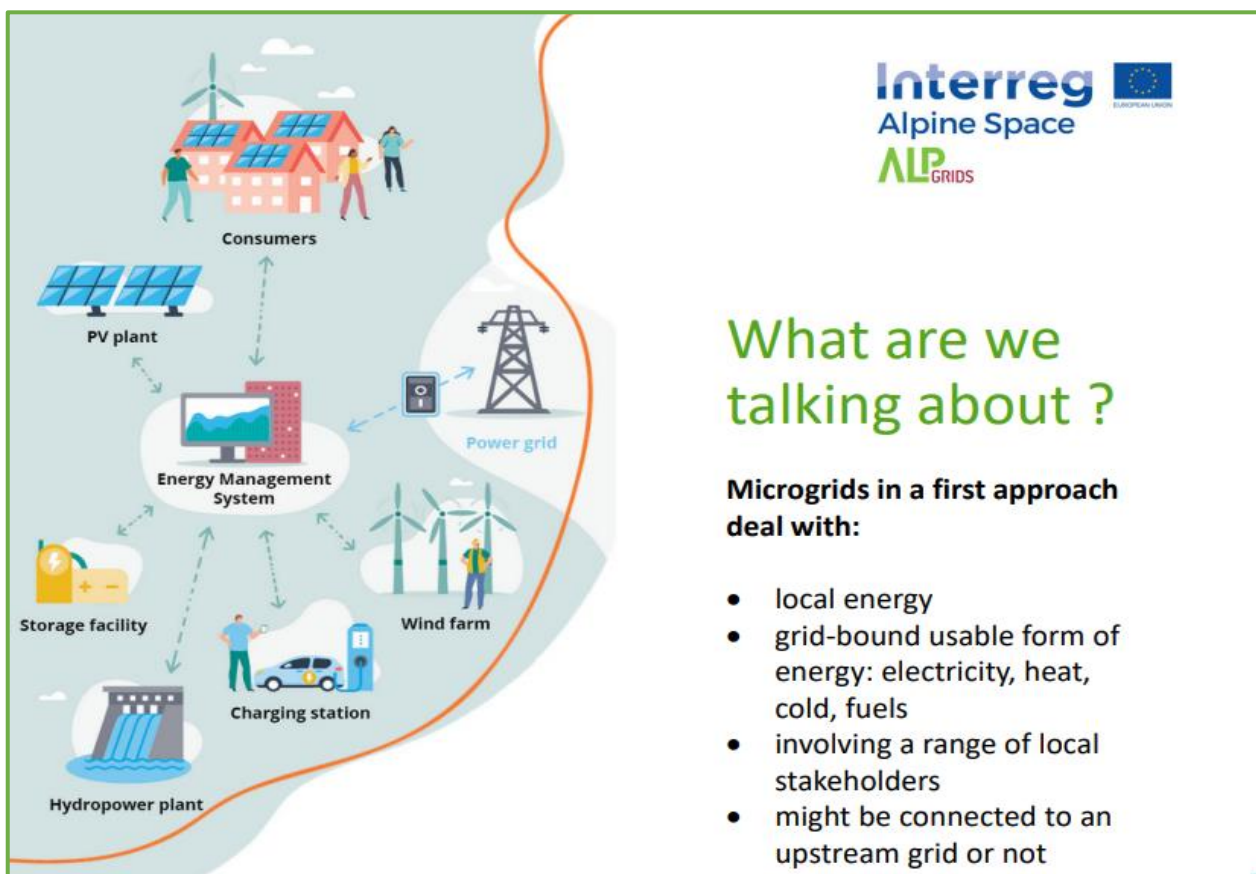 Interreg
EUROPEAN UNION
Alpine Space
ALP GRIDS
Consumers
PV plant
Power grid
Energy Management
System
Storage facility
Wind farm
Charging station
Hydropower plant
What are we
talking about ?
Microgrids in a first approach
deal with:
• local energy
• grid-bound usable form of
energy: electricity, heat,
cold, fuels
• involving a range of local
stakeholders
• might be connected to an
upstream grid or not